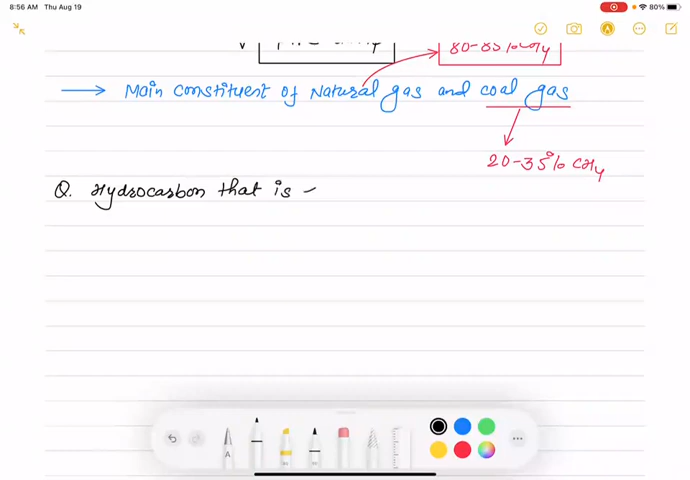 8:56 AM Thu Aug 19
80%
80-85% CH4
→ Main constituent of Natural gas and coal gas
20-35% CH4
Q. Hydrocarbon that is -
A